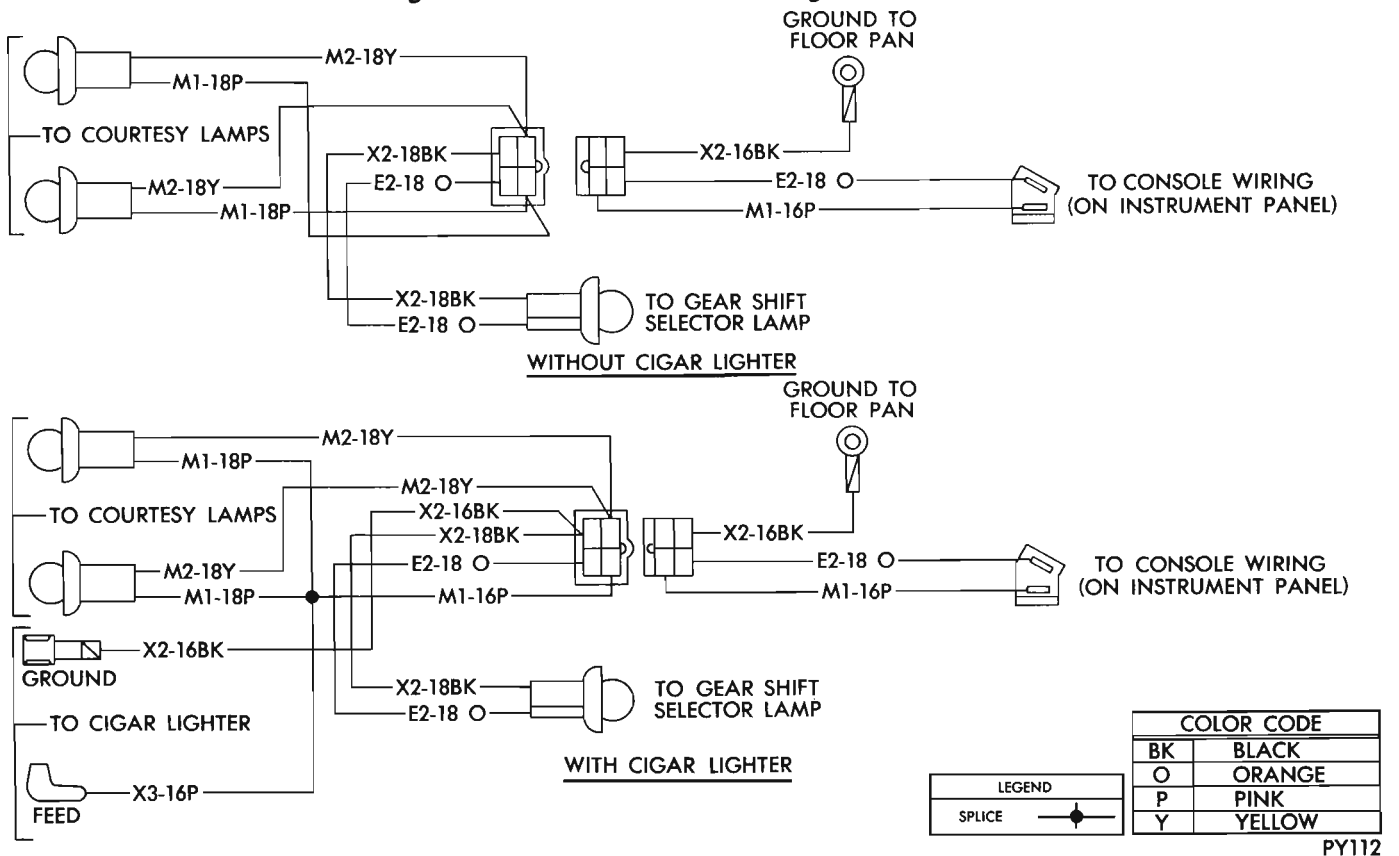 GROUND TO
FLOOR PAN
M2-18Y
M1-18P
TO COURTESY LAMPS
X2-18BK
X2-16BK
E2-18 O
E2-18 O
M2-18Y
M1-18P
M1-16P
TO CONSOLE WIRING
(ON INSTRUMENT PANEL)
X2-18BK
E2-18 O
TO GEAR SHIFT
SELECTOR LAMP
WITHOUT CIGAR LIGHTER
GROUND TO
FLOOR PAN
M2-18Y
M1-18P
M2-18Y
TO COURTESY LAMPS
X2-16BK
X2-18BK
X2-16BK
E2-18 O
E2-18 O
M2-18Y
M1-18P
M1-16P
M1-16P
TO CONSOLE WIRING
(ON INSTRUMENT PANEL)
X2-16BK
GROUND
X2-18BK
E2-18 O
TO GEAR SHIFT
SELECTOR LAMP
TO CIGAR LIGHTER
WITH CIGAR LIGHTER
X3-16P
FEED
LEGEND
SPLICE
COLOR CODE
BK BLACK
O ORANGE
P PINK
Y YELLOW
PY112